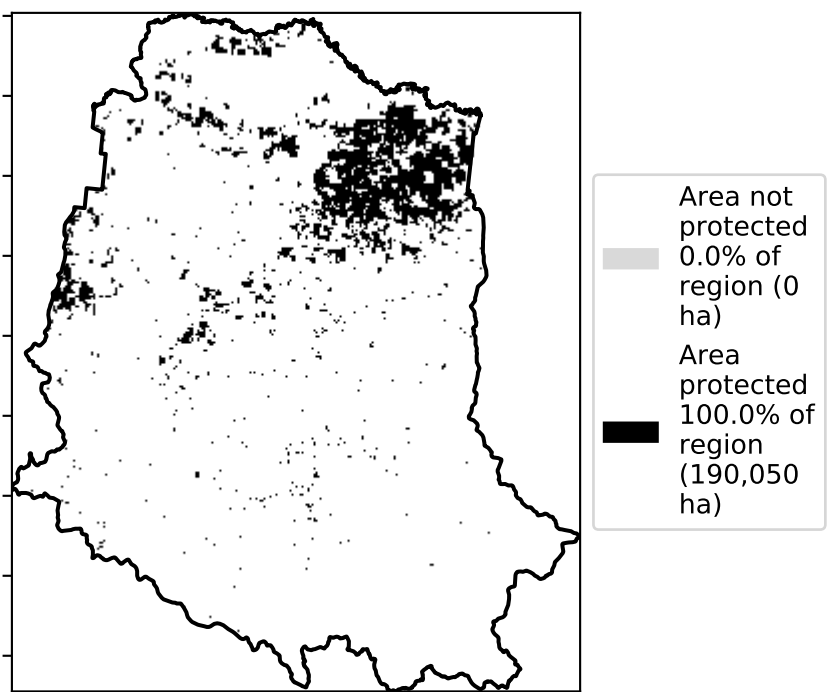 Area not
protected
0.0% of
region (0
ha)
Area
protected
100.0% of
region
(190,050
ha)